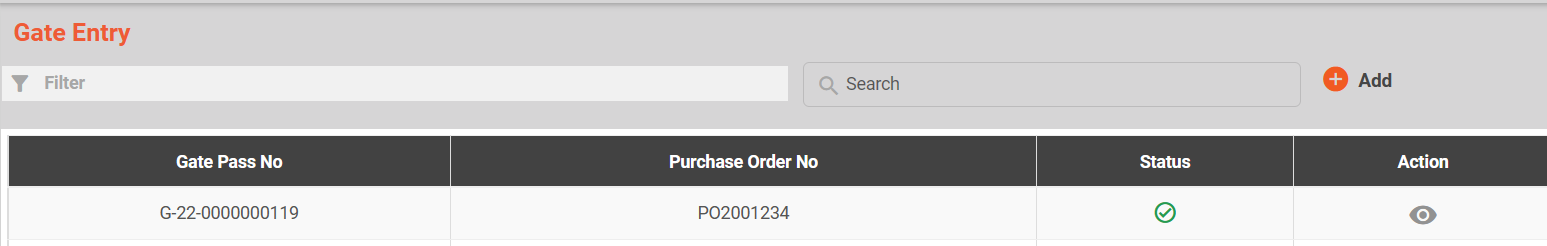 Gate Entry
Filter
Search
Add
Gate Pass No Purchase Order No Status Action
G-22-0000000119 PO2001234